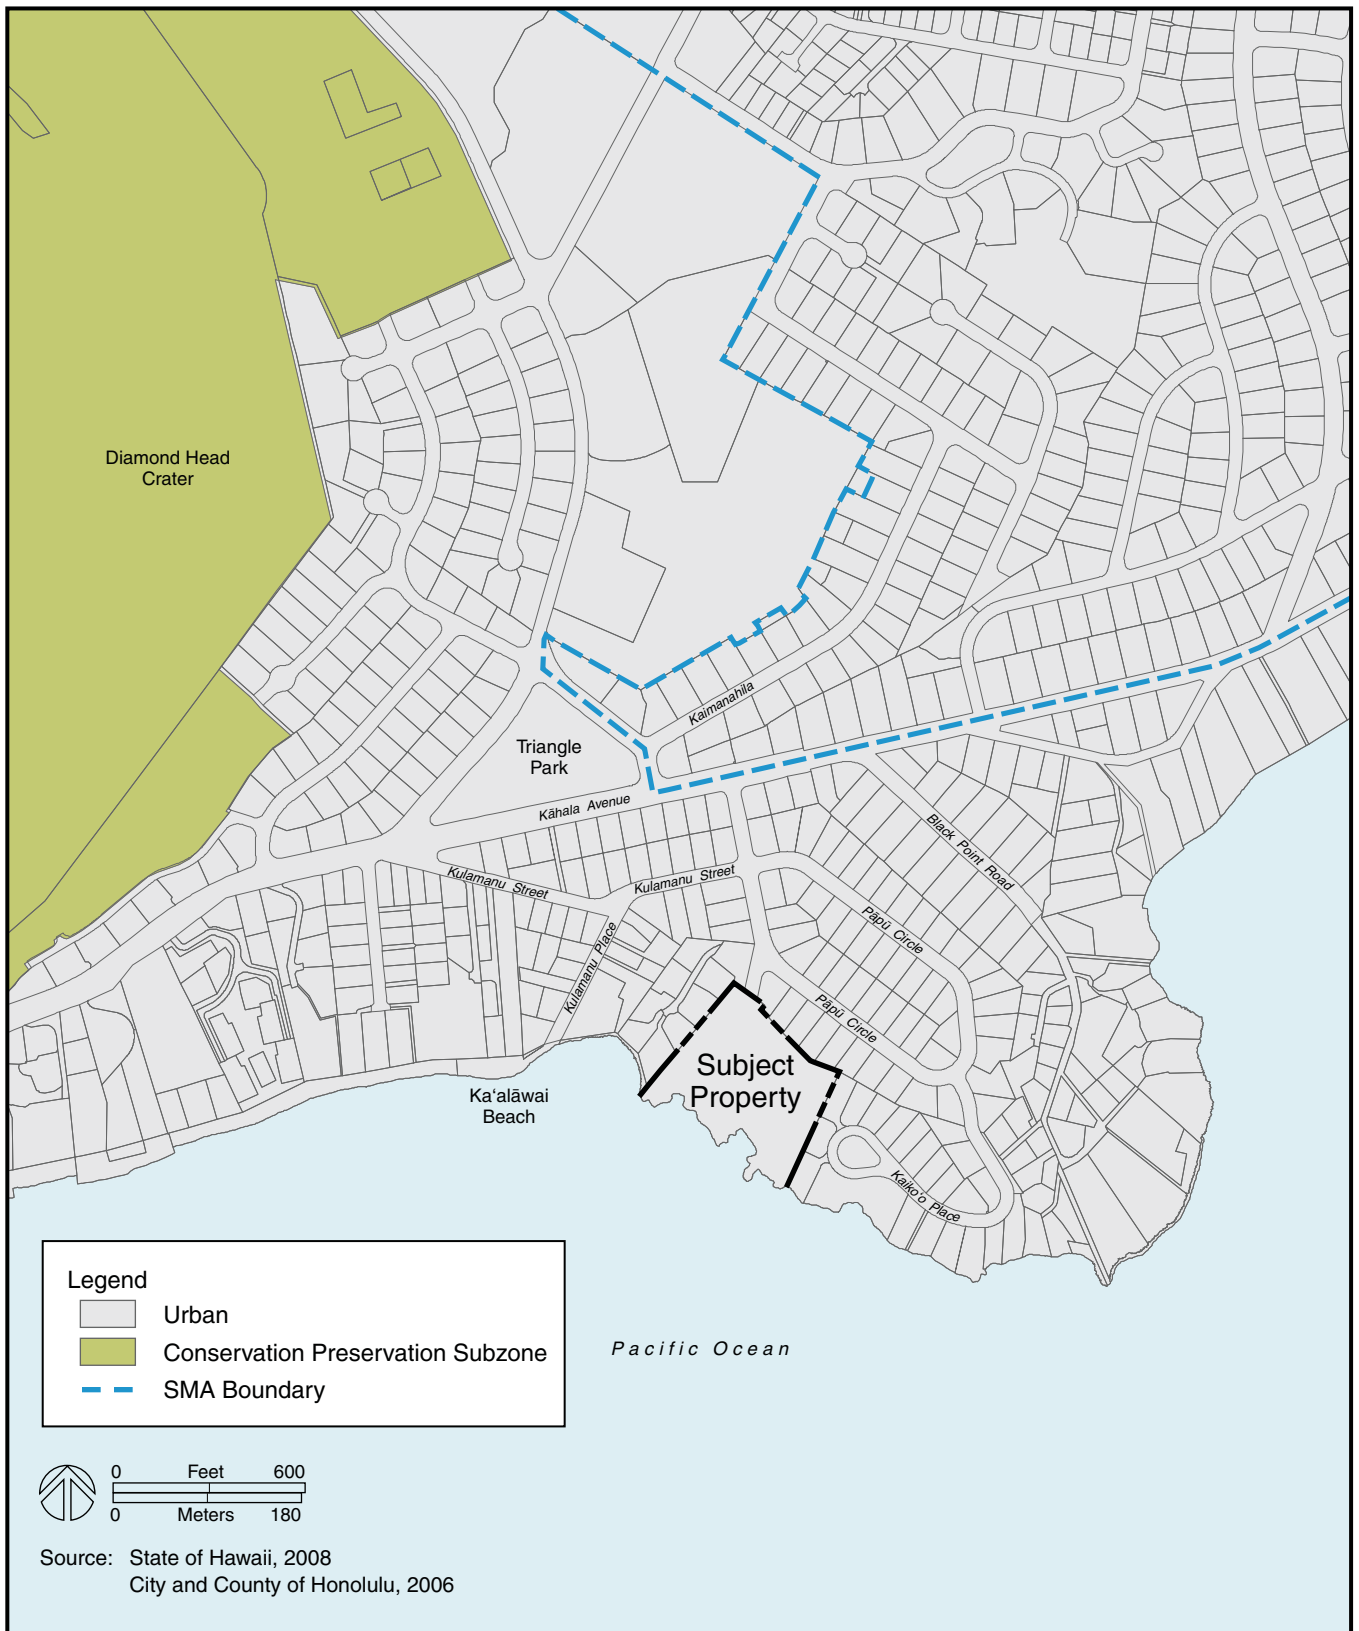 Diamond Head
Crater
Kaimanahila
Triangle
Park
Kāhala Avenue
Black Point Road
Kulamanu Street
Kulamanu Street
Pāpū Circle
Kulamanu Place
Pāpū Circle
Subject
Property
Kaʻalāwai
Beach
Kaiko'o Place
Legend
Urban
Conservation Preservation Subzone
SMA Boundary
Pacific Ocean
0 Feet 600
0 Meters 180
Source: State of Hawaii, 2008
City and County of Honolulu, 2006